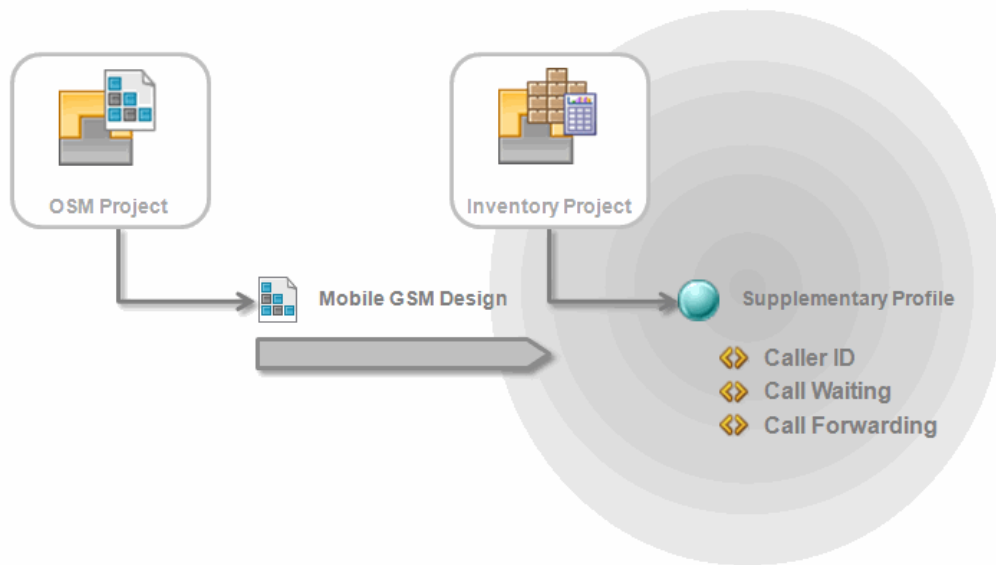 OSM Project
Inventory Project
Mobile GSM Design
Supplementary Profile
Caller ID
Call Waiting
Call Forwarding